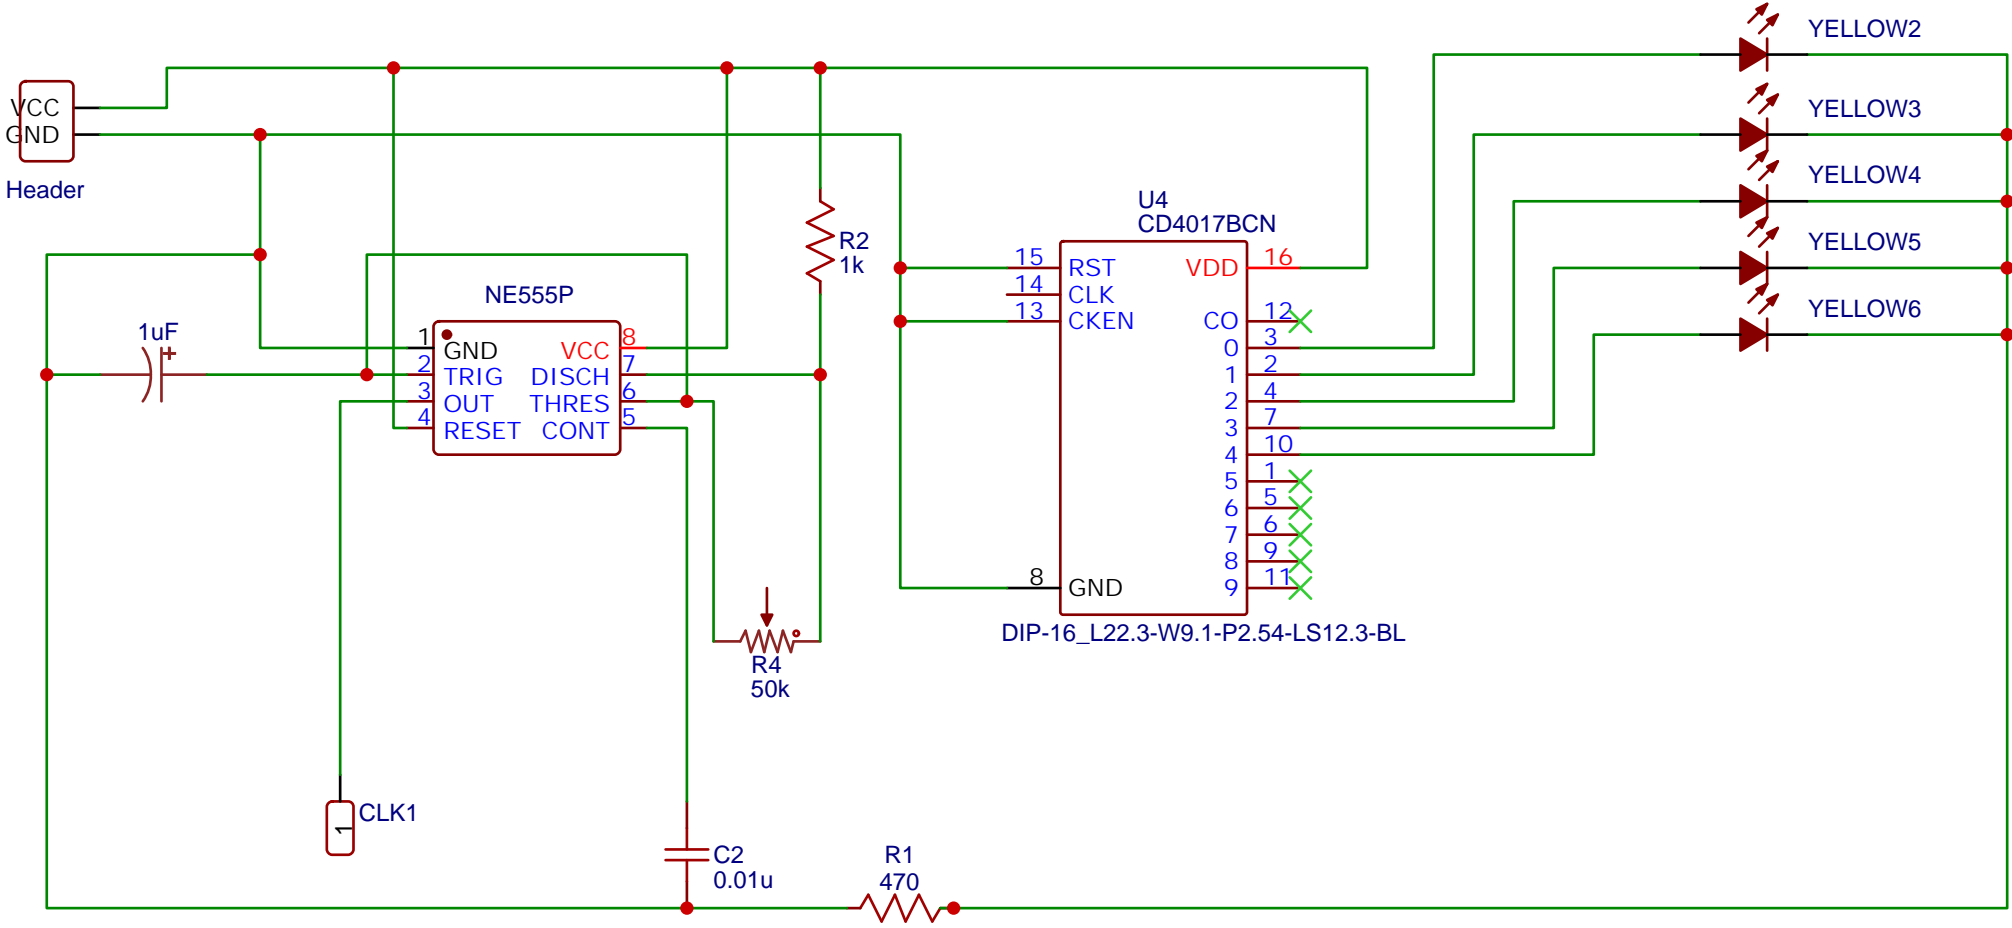 VCC
GND
Header
1uF
NE555P
1
2
3
4
GND
TRIG
OUT
RESET
VCC
DISCH
THRES
CONT
8
7
6
5
CLK1
1
R2
1k
R4
50k
C2
0.01u
R1
470
U4
CD4017BCN
15
14
13
8
RST
CLK
CKEN
GND
VDD
CO
0
1
2
3
4
5
6
7
8
9
16
12
3
2
4
7
10
1
5
6
9
11
DIP-16_L22.3-W9.1-P2.54-LS12.3-BL
YELLOW2
YELLOW3
YELLOW4
YELLOW5
YELLOW6